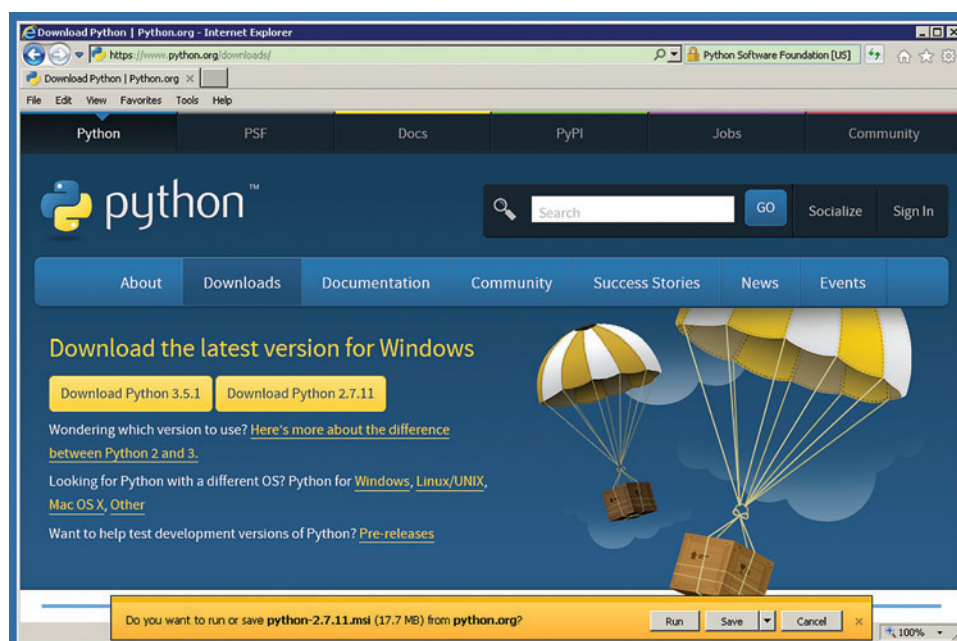 Download Python | Python.org - Internet Explorer
https://www.python.org/downloads/
Python Software Foundation [US]
Download Python | Python.org
File Edit View Favorites Tools Help
Python PSF Docs PyPI Jobs Community
python™
Search GO Socialize Sign In
About Downloads Documentation Community Success Stories News Events
Download the latest version for Windows
Download Python 3.5.1 Download Python 2.7.11
Wondering which version to use? Here's more about the difference
between Python 2 and 3.
Looking for Python with a different OS? Python for Windows, Linux/UNIX,
Mac OS X, Other
Want to help test development versions of Python? Pre-releases
Do you want to run or save python-2.7.11.msi (17.7 MB) from python.org? Run Save Cancel
100%